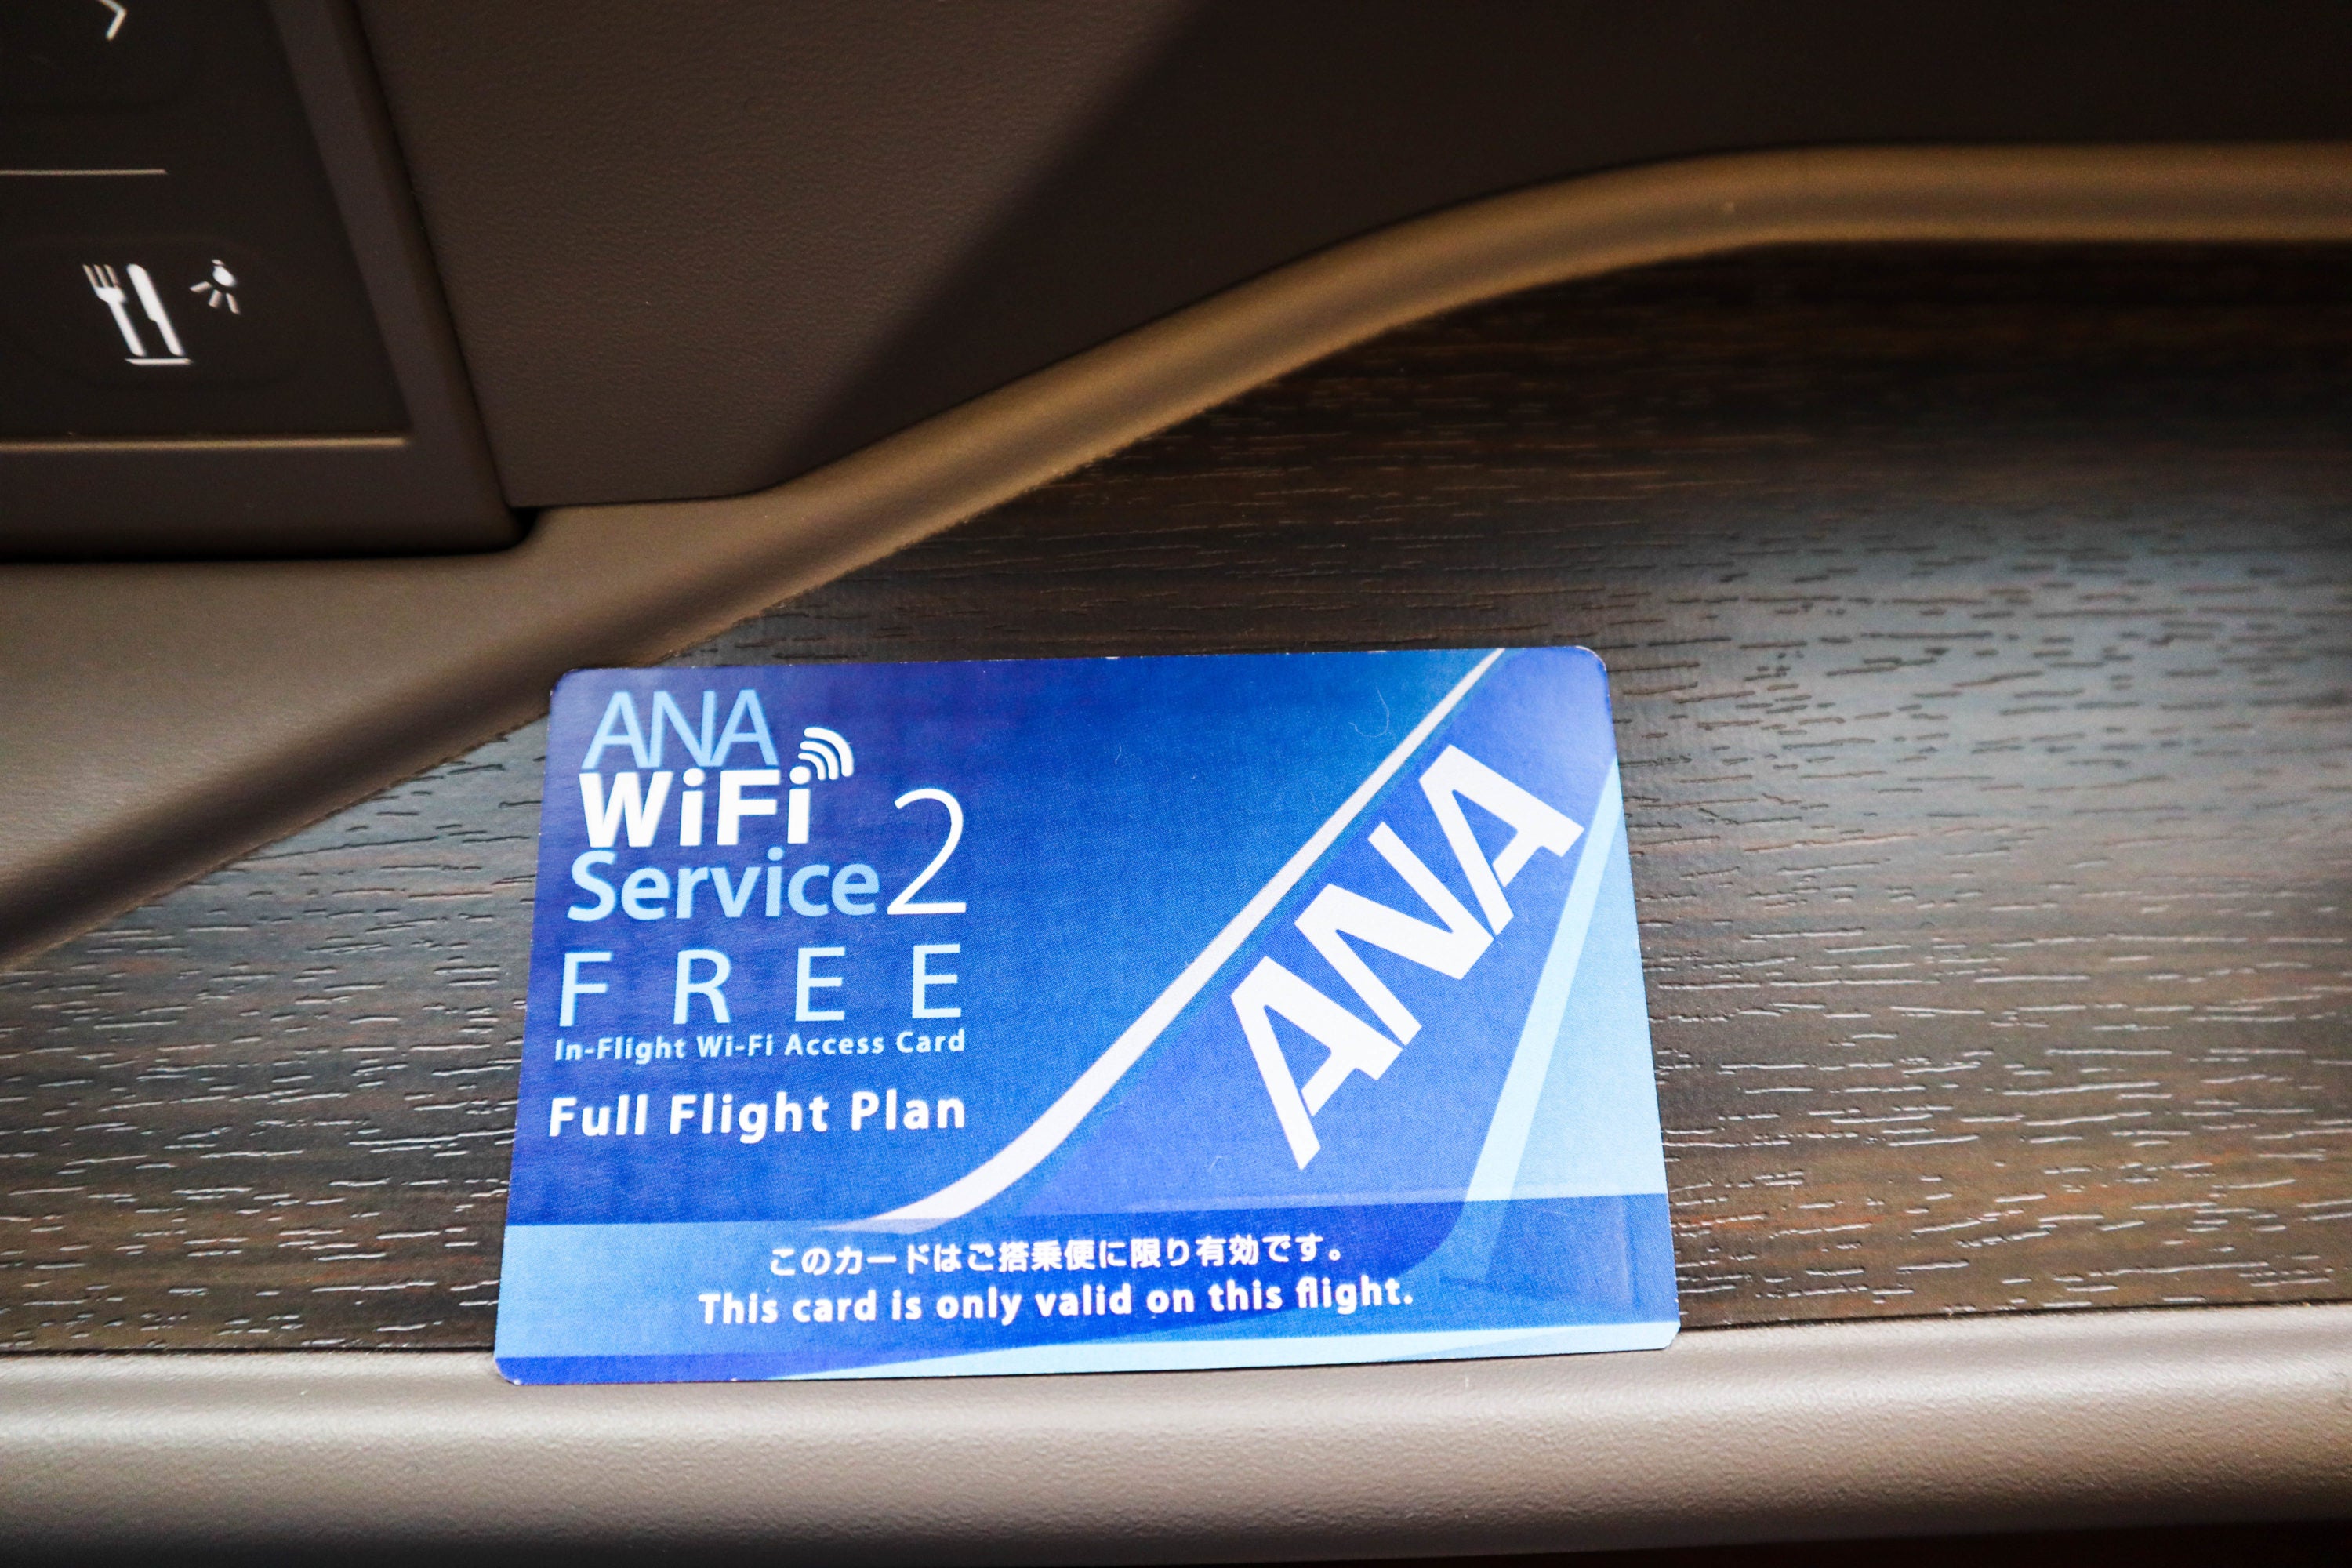 ANA
WiFi
Service 2
FREE
In-Flight Wi-Fi Access Card
Full Flight Plan
ANA
このカードはご搭乗便に限り有効です。
This card is only valid on this flight.